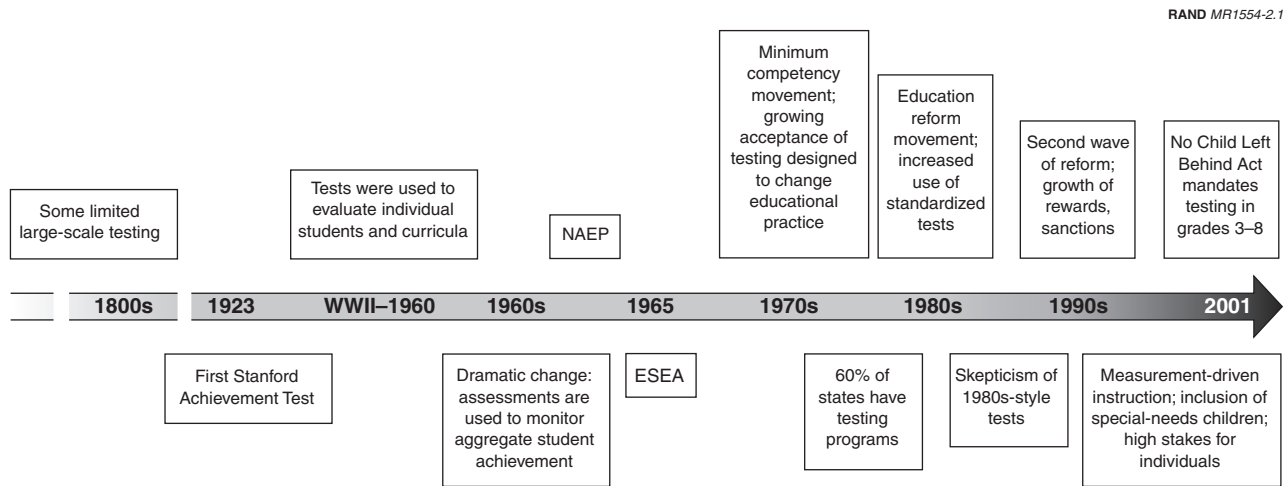 RAND MR1554-2.1
Some limited
large-scale testing
Tests were used to
evaluate individual
students and curricula
NAEP
Minimum
competency
movement;
growing
acceptance of
testing designed
to change
educational
practice
Education
reform
movement;
increased
use of
standardized
tests
Second wave
of reform;
growth of
rewards,
sanctions
No Child Left
Behind Act
mandates
testing in
grades 3–8
1800s 1923 WWII–1960 1960s 1965 1970s 1980s 1990s 2001
First Stanford
Achievement Test
Dramatic change:
assessments are
used to monitor
aggregate student
achievement
ESEA
60% of
states have
testing
programs
Skepticism of
1980s-style
tests
Measurement-driven
instruction; inclusion of
special-needs children;
high stakes for
individuals